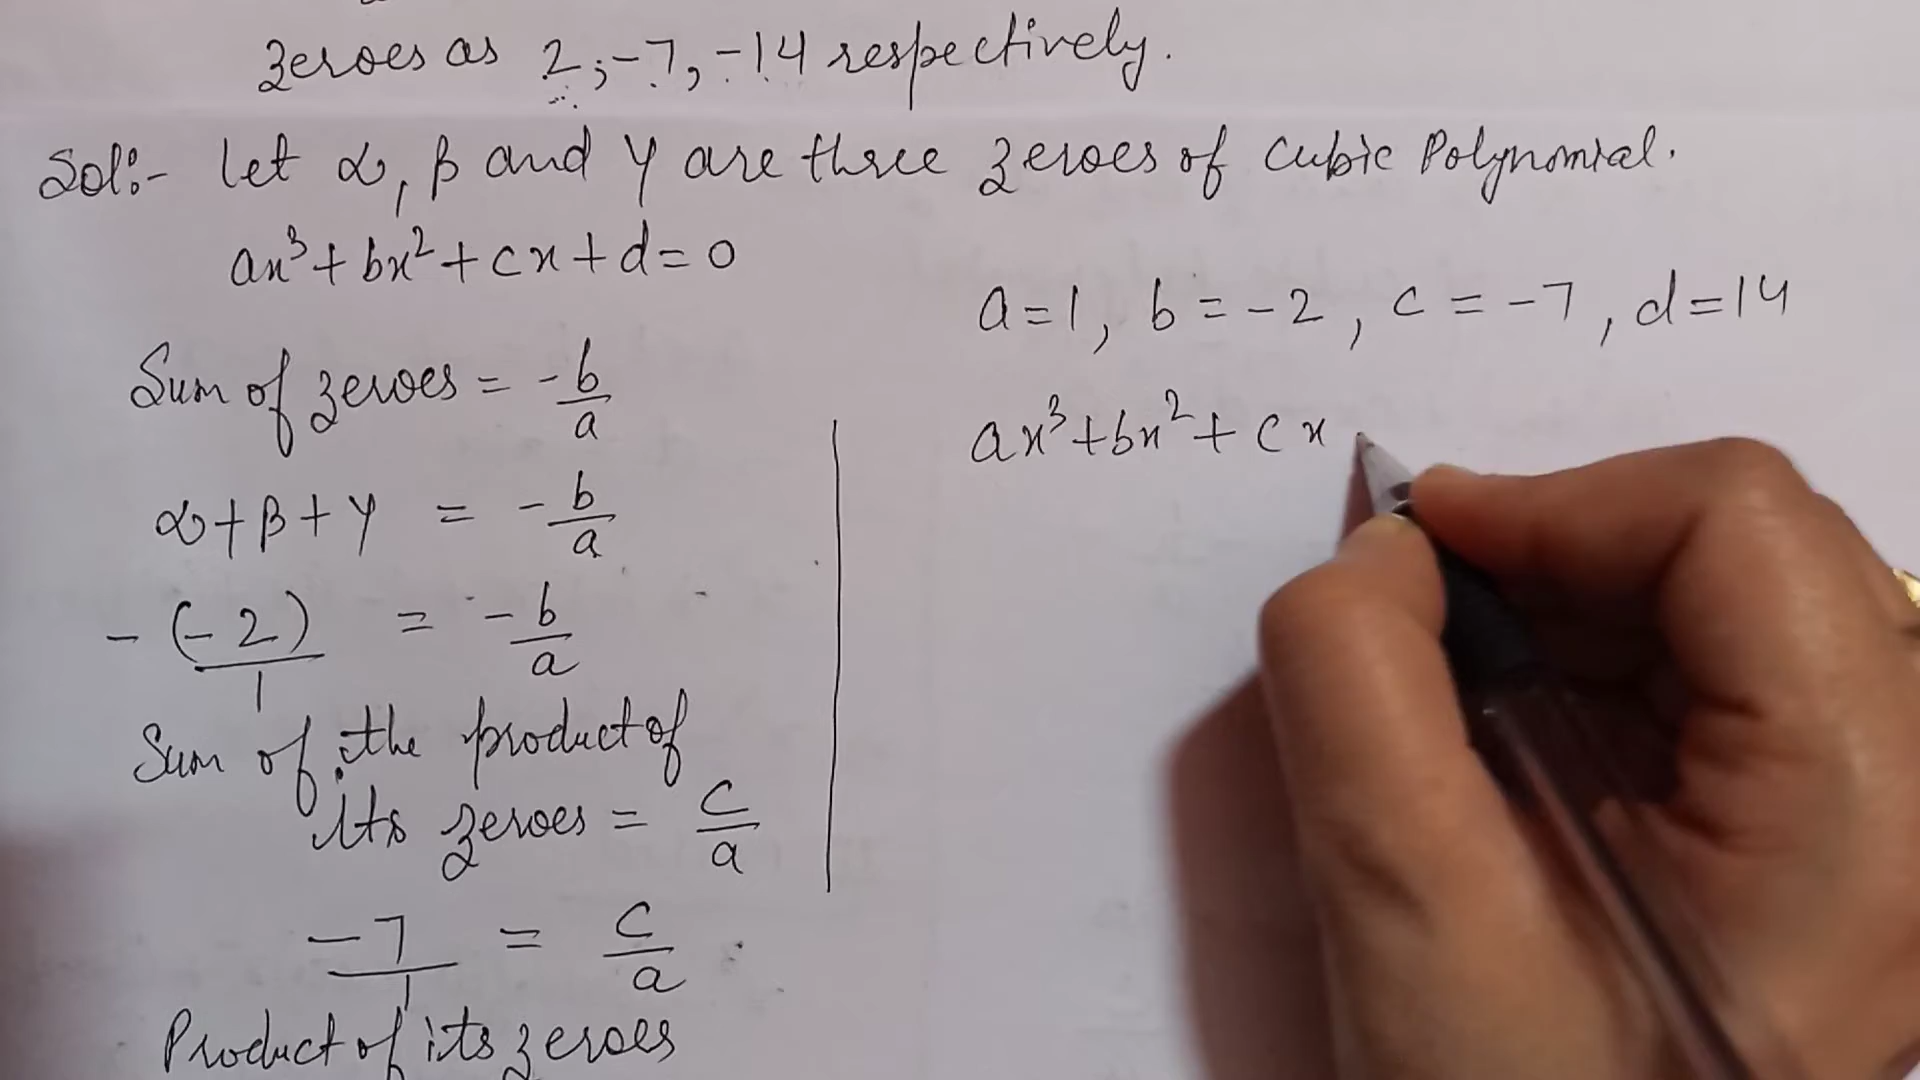 zeroes as 2, -7, -14 respectively.
Sol:- Let α, β and γ are three zeroes of cubic Polynomial.
ax³ + bx² + cx + d = 0
Sum of zeroes = -b/a
α + β + γ = -b/a
-(-2)/1 = -b/a
Sum of the product of
its zeroes = c/a
-7/1 = c/a
Product of its zeroes
a = 1, b = -2, c = -7, d = 14
ax³ + bx² + cx